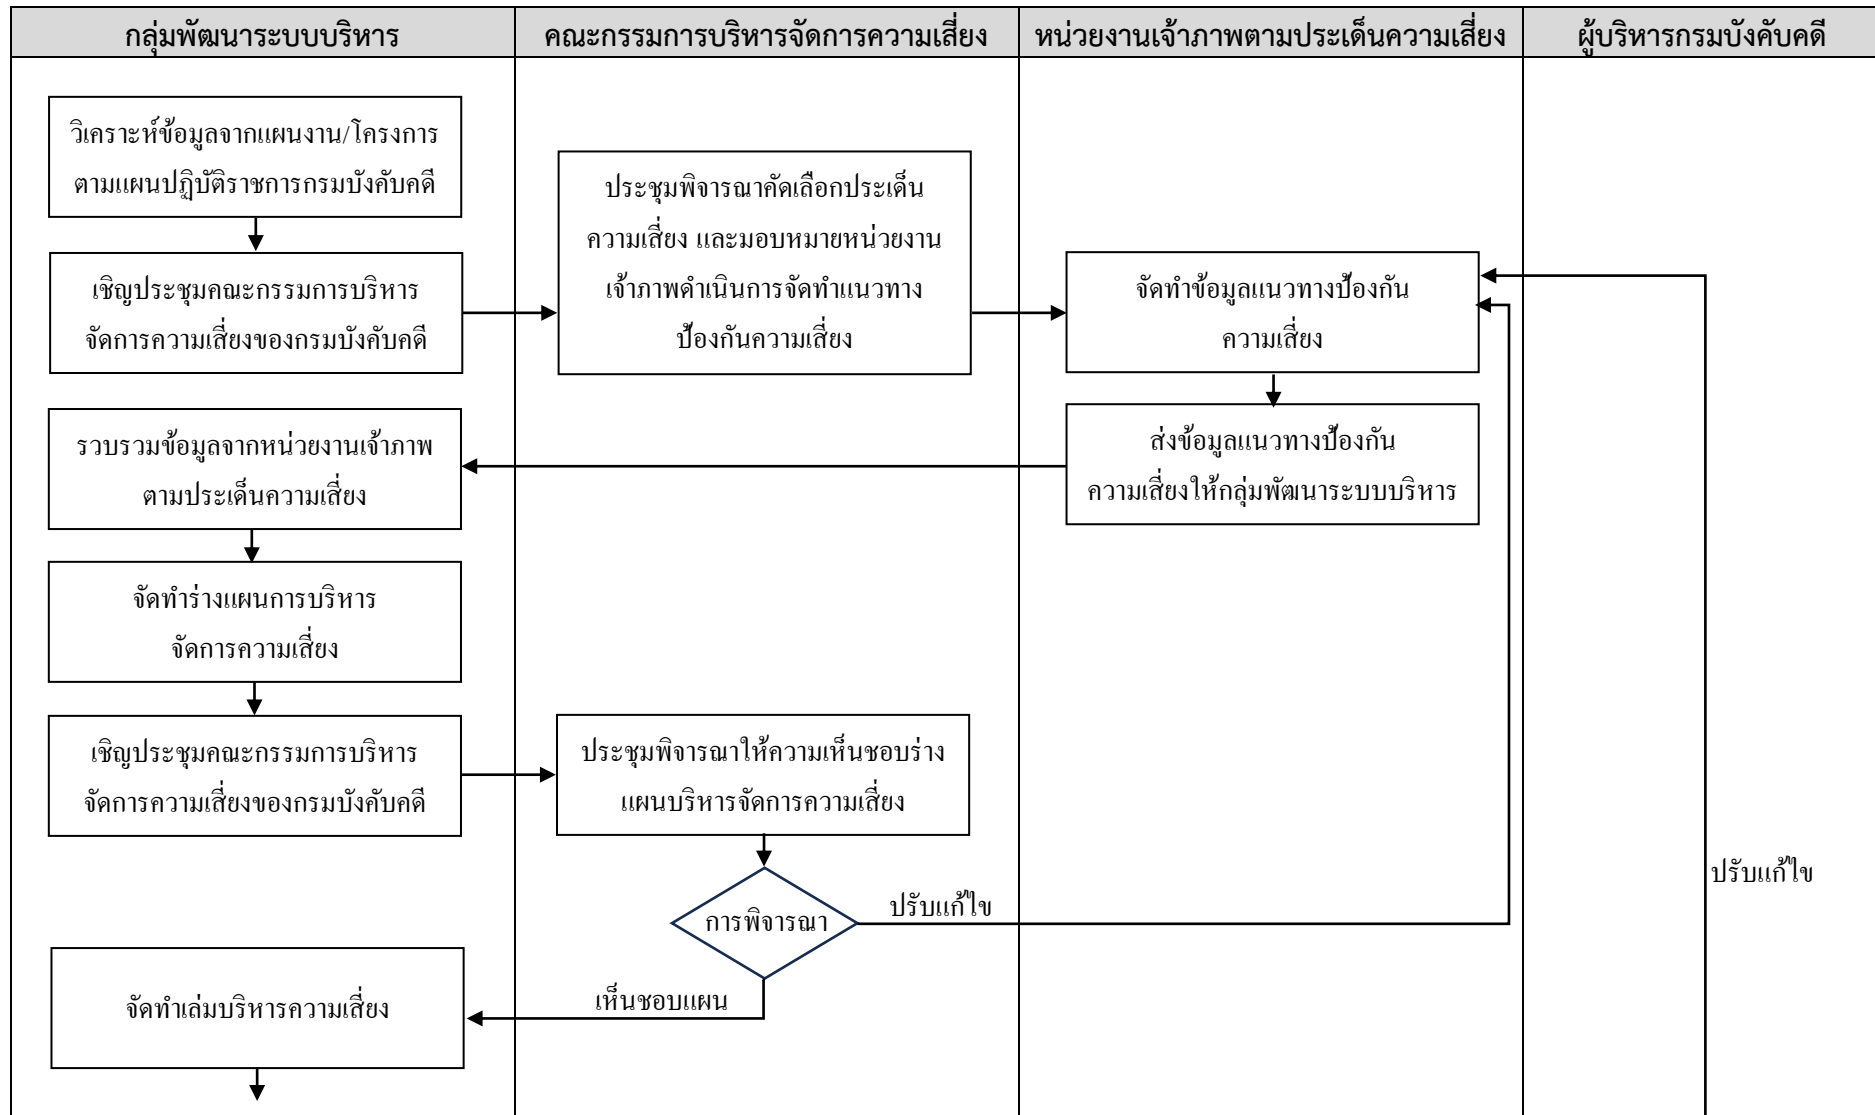 กลุ่มพัฒนาระบบบริหาร
คณะกรรมการบริหารจัดการความเสี่ยง
หน่วยงานเจ้าภาพตามประเด็นความเสี่ยง
ผู้บริหารกรมบังคับคดี
วิเคราะห์ข้อมูลจากแผนงาน/โครงการ
ตามแผนปฏิบัติราชการกรมบังคับคดี
เชิญประชุมคณะกรรมการบริหาร
จัดการความเสี่ยงของกรมบังคับคดี
ประชุมพิจารณาคัดเลือกประเด็น
ความเสี่ยง และมอบหมายหน่วยงาน
เจ้าภาพดำเนินการจัดทำแนวทาง
ป้องกันความเสี่ยง
จัดทำข้อมูลแนวทางป้องกัน
ความเสี่ยง
ส่งข้อมูลแนวทางป้องกัน
ความเสี่ยงให้กลุ่มพัฒนาระบบบริหาร
รวบรวมข้อมูลจากหน่วยงานเจ้าภาพ
ตามประเด็นความเสี่ยง
จัดทำร่างแผนการบริหาร
จัดการความเสี่ยง
เชิญประชุมคณะกรรมการบริหาร
จัดการความเสี่ยงของกรมบังคับคดี
ประชุมพิจารณาให้ความเห็นชอบร่าง
แผนบริหารจัดการความเสี่ยง
การพิจารณา
ปรับแก้ไข
ปรับแก้ไข
เห็นชอบแผน
จัดทำเล่มบริหารความเสี่ยง